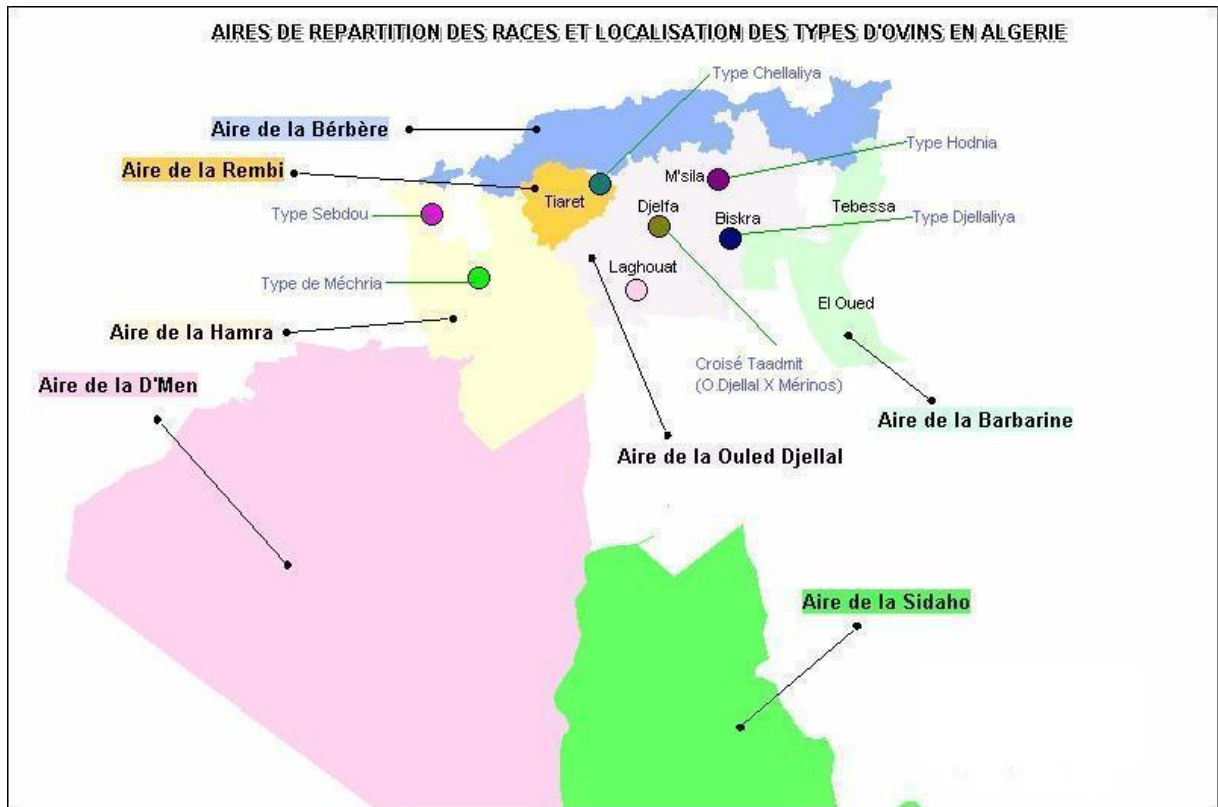 AIRES DE REPARTITION DES RACES ET LOCALISATION DES TYPES D'OVINS EN ALGERIE
Type Chellaliya
Aire de la Bérbère
Type Hodnia
Aire de la Rembi
M'sila
Tiaret
Djelfa
Biskra
Tebessa
Type Sebdou
Type Djellaliya
Laghouat
Type de Méchria
El Oued
Aire de la Hamra
Croisé Taadmit
(O.Djellal X Mérinos)
Aire de la D'Men
Aire de la Barbarine
Aire de la Ouled Djellal
Aire de la Sidaho